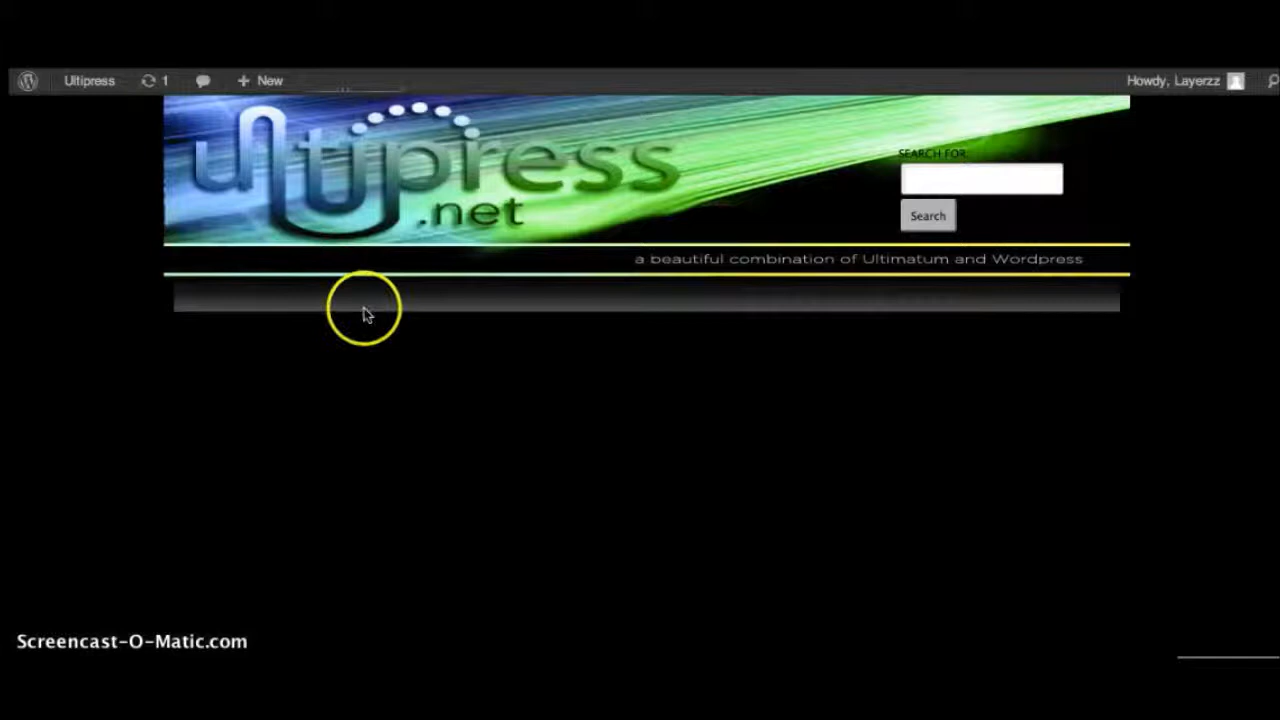 Ultipress 1 New Howdy, Layerzz
ultipress
.net
SEARCH FOR:
Search
a beautiful combination of Ultimatum and Wordpress
Screencast-O-Matic.com